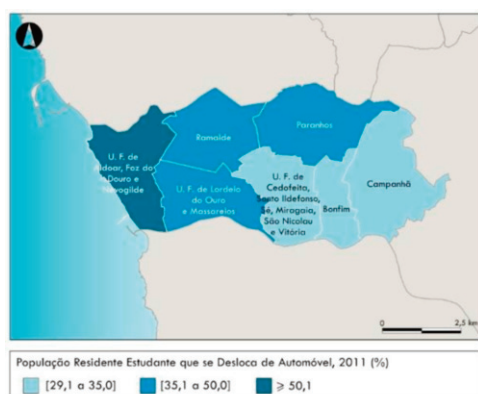 U. F. de
Aldoar, Foz do
Douro e
Nevogilde
Ramalde
Paranhos
U. F. de Lordelo
do Ouro
e Massarelos
U. F. de
Cedofeita,
Santo Ildefonso,
Sé, Miragaia,
São Nicolau
e Vitória
Bonfim
Campanhã
0 2,5 km
População Residente Estudante que se Desloca de Automóvel, 2011 (%)
[29,1 a 35,0] [35,1 a 50,0] ≥ 50,1